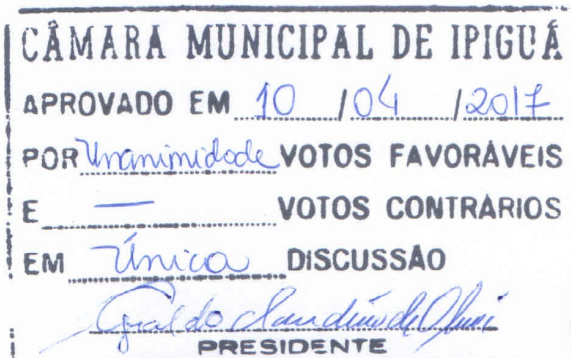 CÂMARA MUNICIPAL DE IPIGUÁ
APROVADO EM 10 / 04 / 2017
POR Unanimidade VOTOS FAVORÁVEIS
E — VOTOS CONTRÁRIOS
EM Única DISCUSSÃO
PRESIDENTE